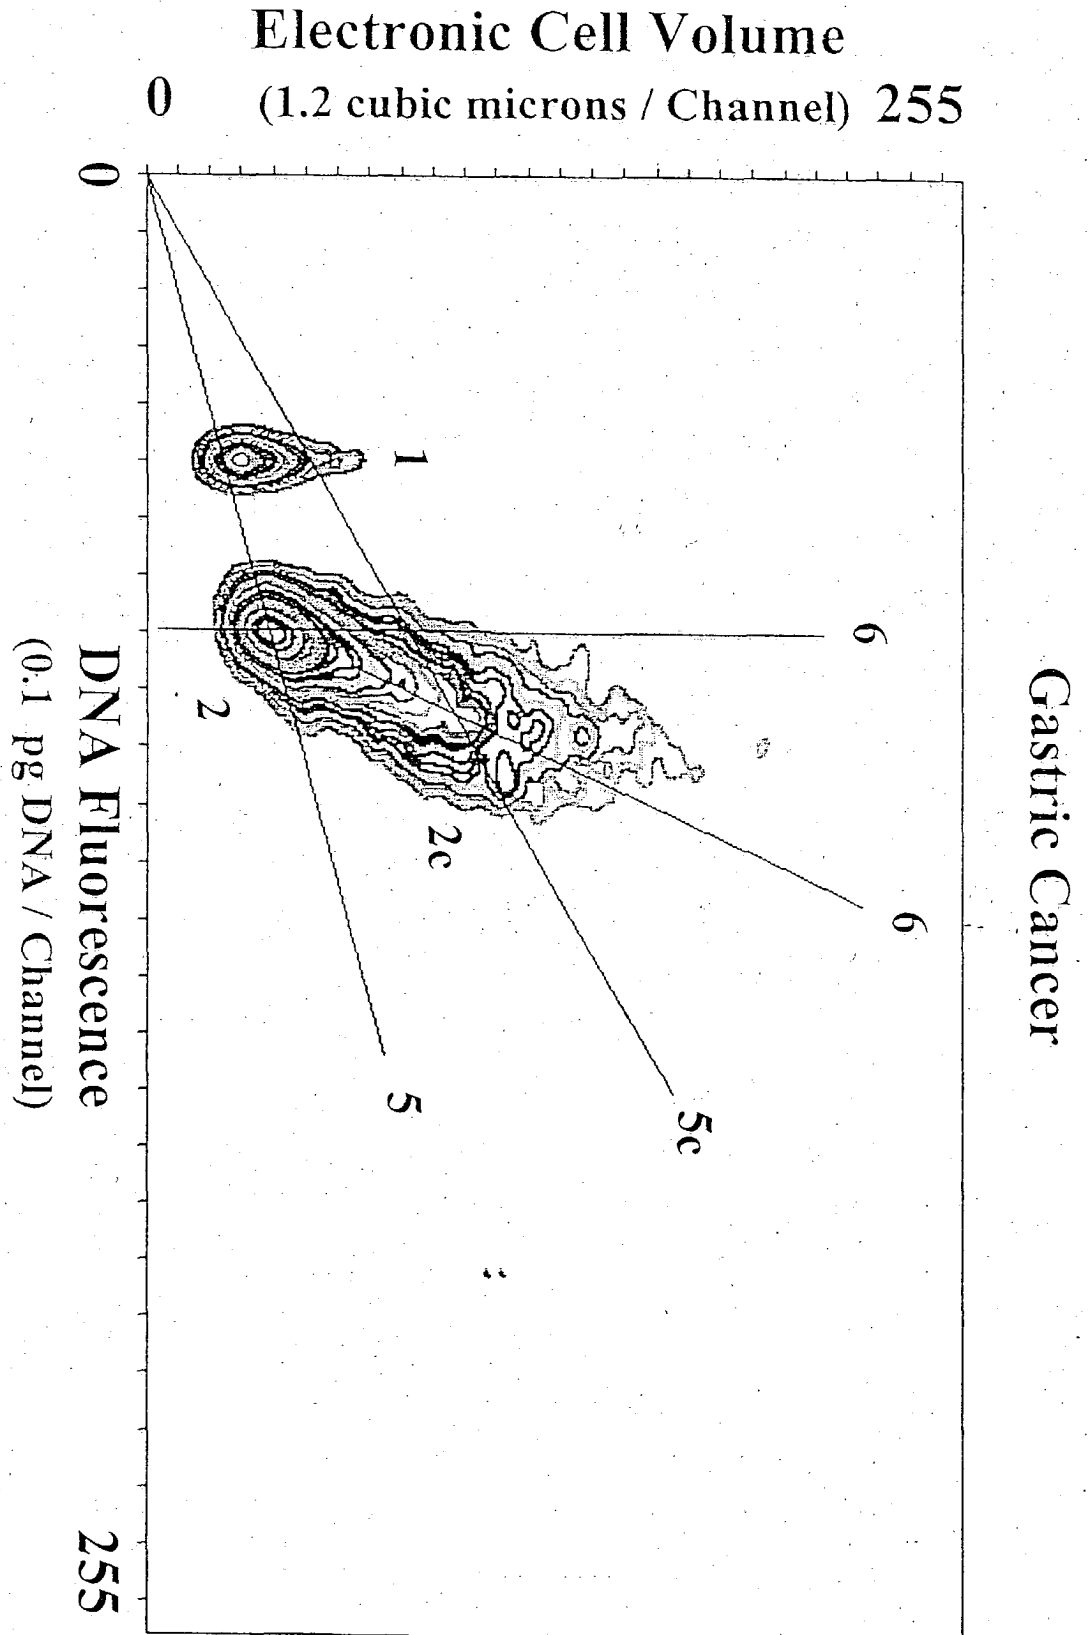 Electronic Cell Volume
0 (1.2 cubic microns / Channel) 255
Gastric Cancer
0
1
2
2c
6
6
5
5c
DNA Fluorescence
(0.1 pg DNA / Channel)
255